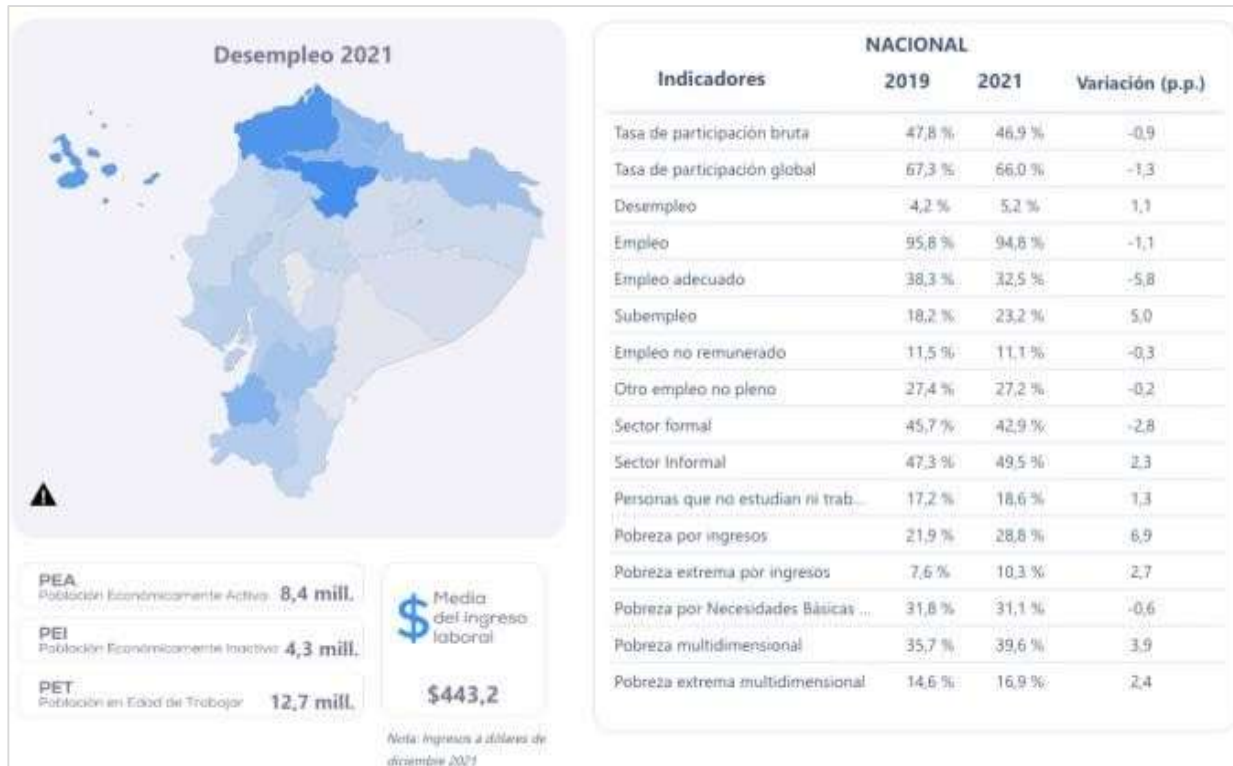 Desempleo 2021
PEA
Población Económicamente Activa 8,4 mill.
PEI
Población Económicamente Inactiva 4,3 mill.
PET
Población en Edad de Trabajar 12,7 mill.
$ Media
del ingreso
laboral
$443,2
Nota: Ingresos a dólares de
diciembre 2021
NACIONAL
Indicadores 2019 2021 Variación (p.p.)
Tasa de participación bruta 47,8 % 46,9 % -0,9
Tasa de participación global 67,3 % 66,0 % -1,3
Desempleo 4,2 % 5,2 % 1,1
Empleo 95,8 % 94,8 % -1,1
Empleo adecuado 38,3 % 32,5 % -5,8
Subempleo 18,2 % 23,2 % 5,0
Empleo no remunerado 11,5 % 11,1 % -0,3
Otro empleo no pleno 27,4 % 27,2 % -0,2
Sector formal 45,7 % 42,9 % -2,8
Sector Informal 47,3 % 49,5 % 2,3
Personas que no estudian ni trab... 17,2 % 18,6 % 1,3
Pobreza por ingresos 21,9 % 28,8 % 6,9
Pobreza extrema por ingresos 7,6 % 10,3 % 2,7
Pobreza por Necesidades Básicas ... 31,8 % 31,1 % -0,6
Pobreza multidimensional 35,7 % 39,6 % 3,9
Pobreza extrema multidimensional 14,6 % 16,9 % 2,4